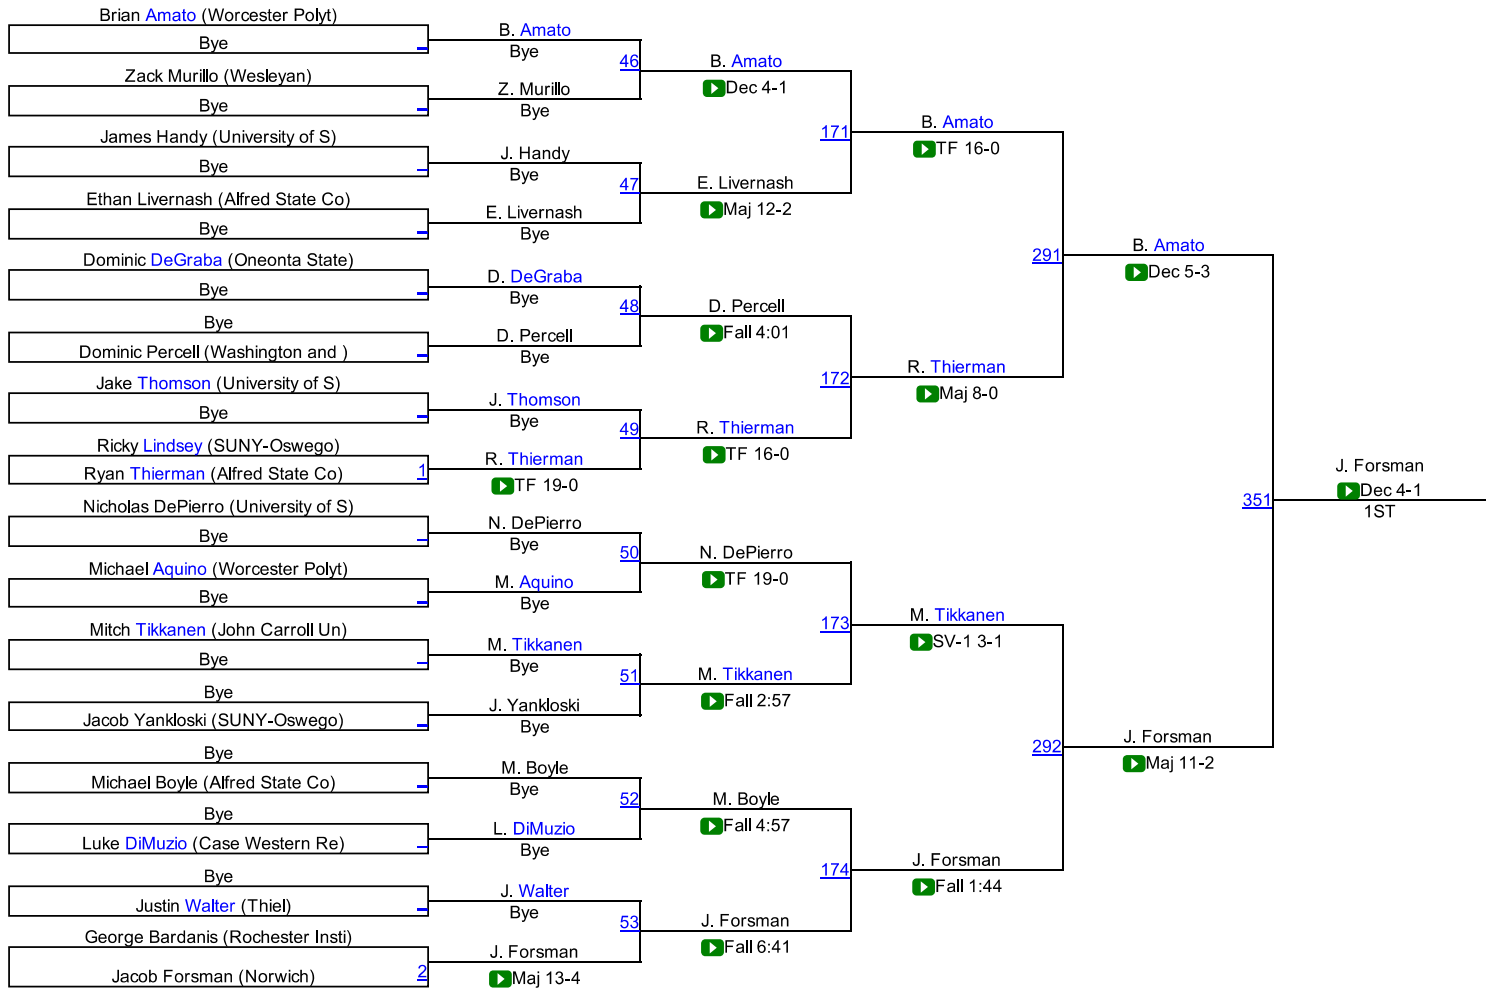 Brian Amato (Worcester Polyt)
Bye
Zack Murillo (Wesleyan)
Bye
James Handy (University of S)
Bye
Ethan Livernash (Alfred State Co)
Bye
Dominic DeGraba (Oneonta State)
Bye
Bye
Dominic Percell (Washington and )
Jake Thomson (University of S)
Bye
Ricky Lindsey (SUNY-Oswego)
Ryan Thierman (Alfred State Co) 1
Nicholas DePierro (University of S)
Bye
Michael Aquino (Worcester Polyt)
Bye
Mitch Tikkanen (John Carroll Un)
Bye
Bye
Jacob Yankloski (SUNY-Oswego)
Bye
Michael Boyle (Alfred State Co)
Bye
Luke DiMuzio (Case Western Re)
Bye
Justin Walter (Thiel)
George Bardanis (Rochester Insti)
Jacob Forsman (Norwich) 2
B. Amato
Bye
46
Z. Murillo
Bye
J. Handy
Bye
47
E. Livernash
Bye
D. DeGraba
Bye
48
D. Percell
Bye
J. Thomson
Bye
49
R. Thierman
TF 19-0
N. DePierro
Bye
50
M. Aquino
Bye
M. Tikkanen
Bye
51
J. Yankloski
Bye
M. Boyle
Bye
52
L. DiMuzio
Bye
J. Walter
Bye
53
J. Forsman
Maj 13-4
B. Amato
Dec 4-1
171
E. Livernash
Maj 12-2
D. Percell
Fall 4:01
172
R. Thierman
TF 16-0
N. DePierro
TF 19-0
173
M. Tikkanen
Fall 2:57
M. Boyle
Fall 4:57
174
J. Forsman
Fall 6:41
B. Amato
TF 16-0
291
R. Thierman
Maj 8-0
M. Tikkanen
SV-1 3-1
292
J. Forsman
Fall 1:44
B. Amato
Dec 5-3
351
J. Forsman
Maj 11-2
J. Forsman
Dec 4-1
1ST